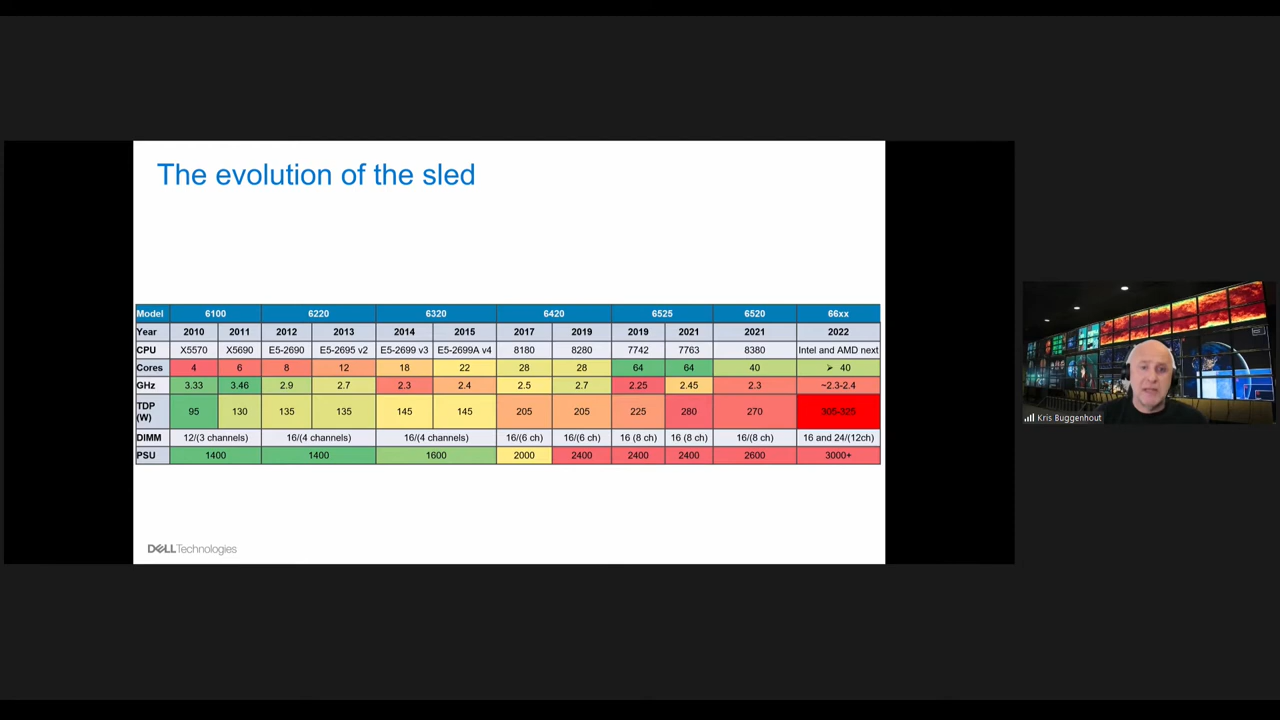 The evolution of the sled
Model 6100 6220 6320 6420 6525 6520 66xx
Year 2010 2011 2012 2013 2014 2015 2017 2019 2019 2021 2021 2022
CPU X5570 X5690 E5-2690 E5-2695 v2 E5-2699 v3 E5-2699A v4 8180 8280 7742 7763 8380 Intel and AMD next
Cores 4 6 8 12 18 22 28 28 64 64 40 ➢ 40
GHz 3.33 3.46 2.9 2.7 2.3 2.4 2.5 2.7 2.25 2.45 2.3 ~2.3-2.4
TDP (W) 95 130 135 135 145 145 205 205 225 280 270 305-325
DIMM 12/(3 channels) 16/(4 channels) 16/(4 channels) 16/(6 ch) 16/(6 ch) 16 (8 ch) 16 (8 ch) 16/(8 ch) 16 and 24/(12ch)
PSU 1400 1400 1600 2000 2400 2400 2400 2600 3000+
DELL Technologies
Kris Buggenhout